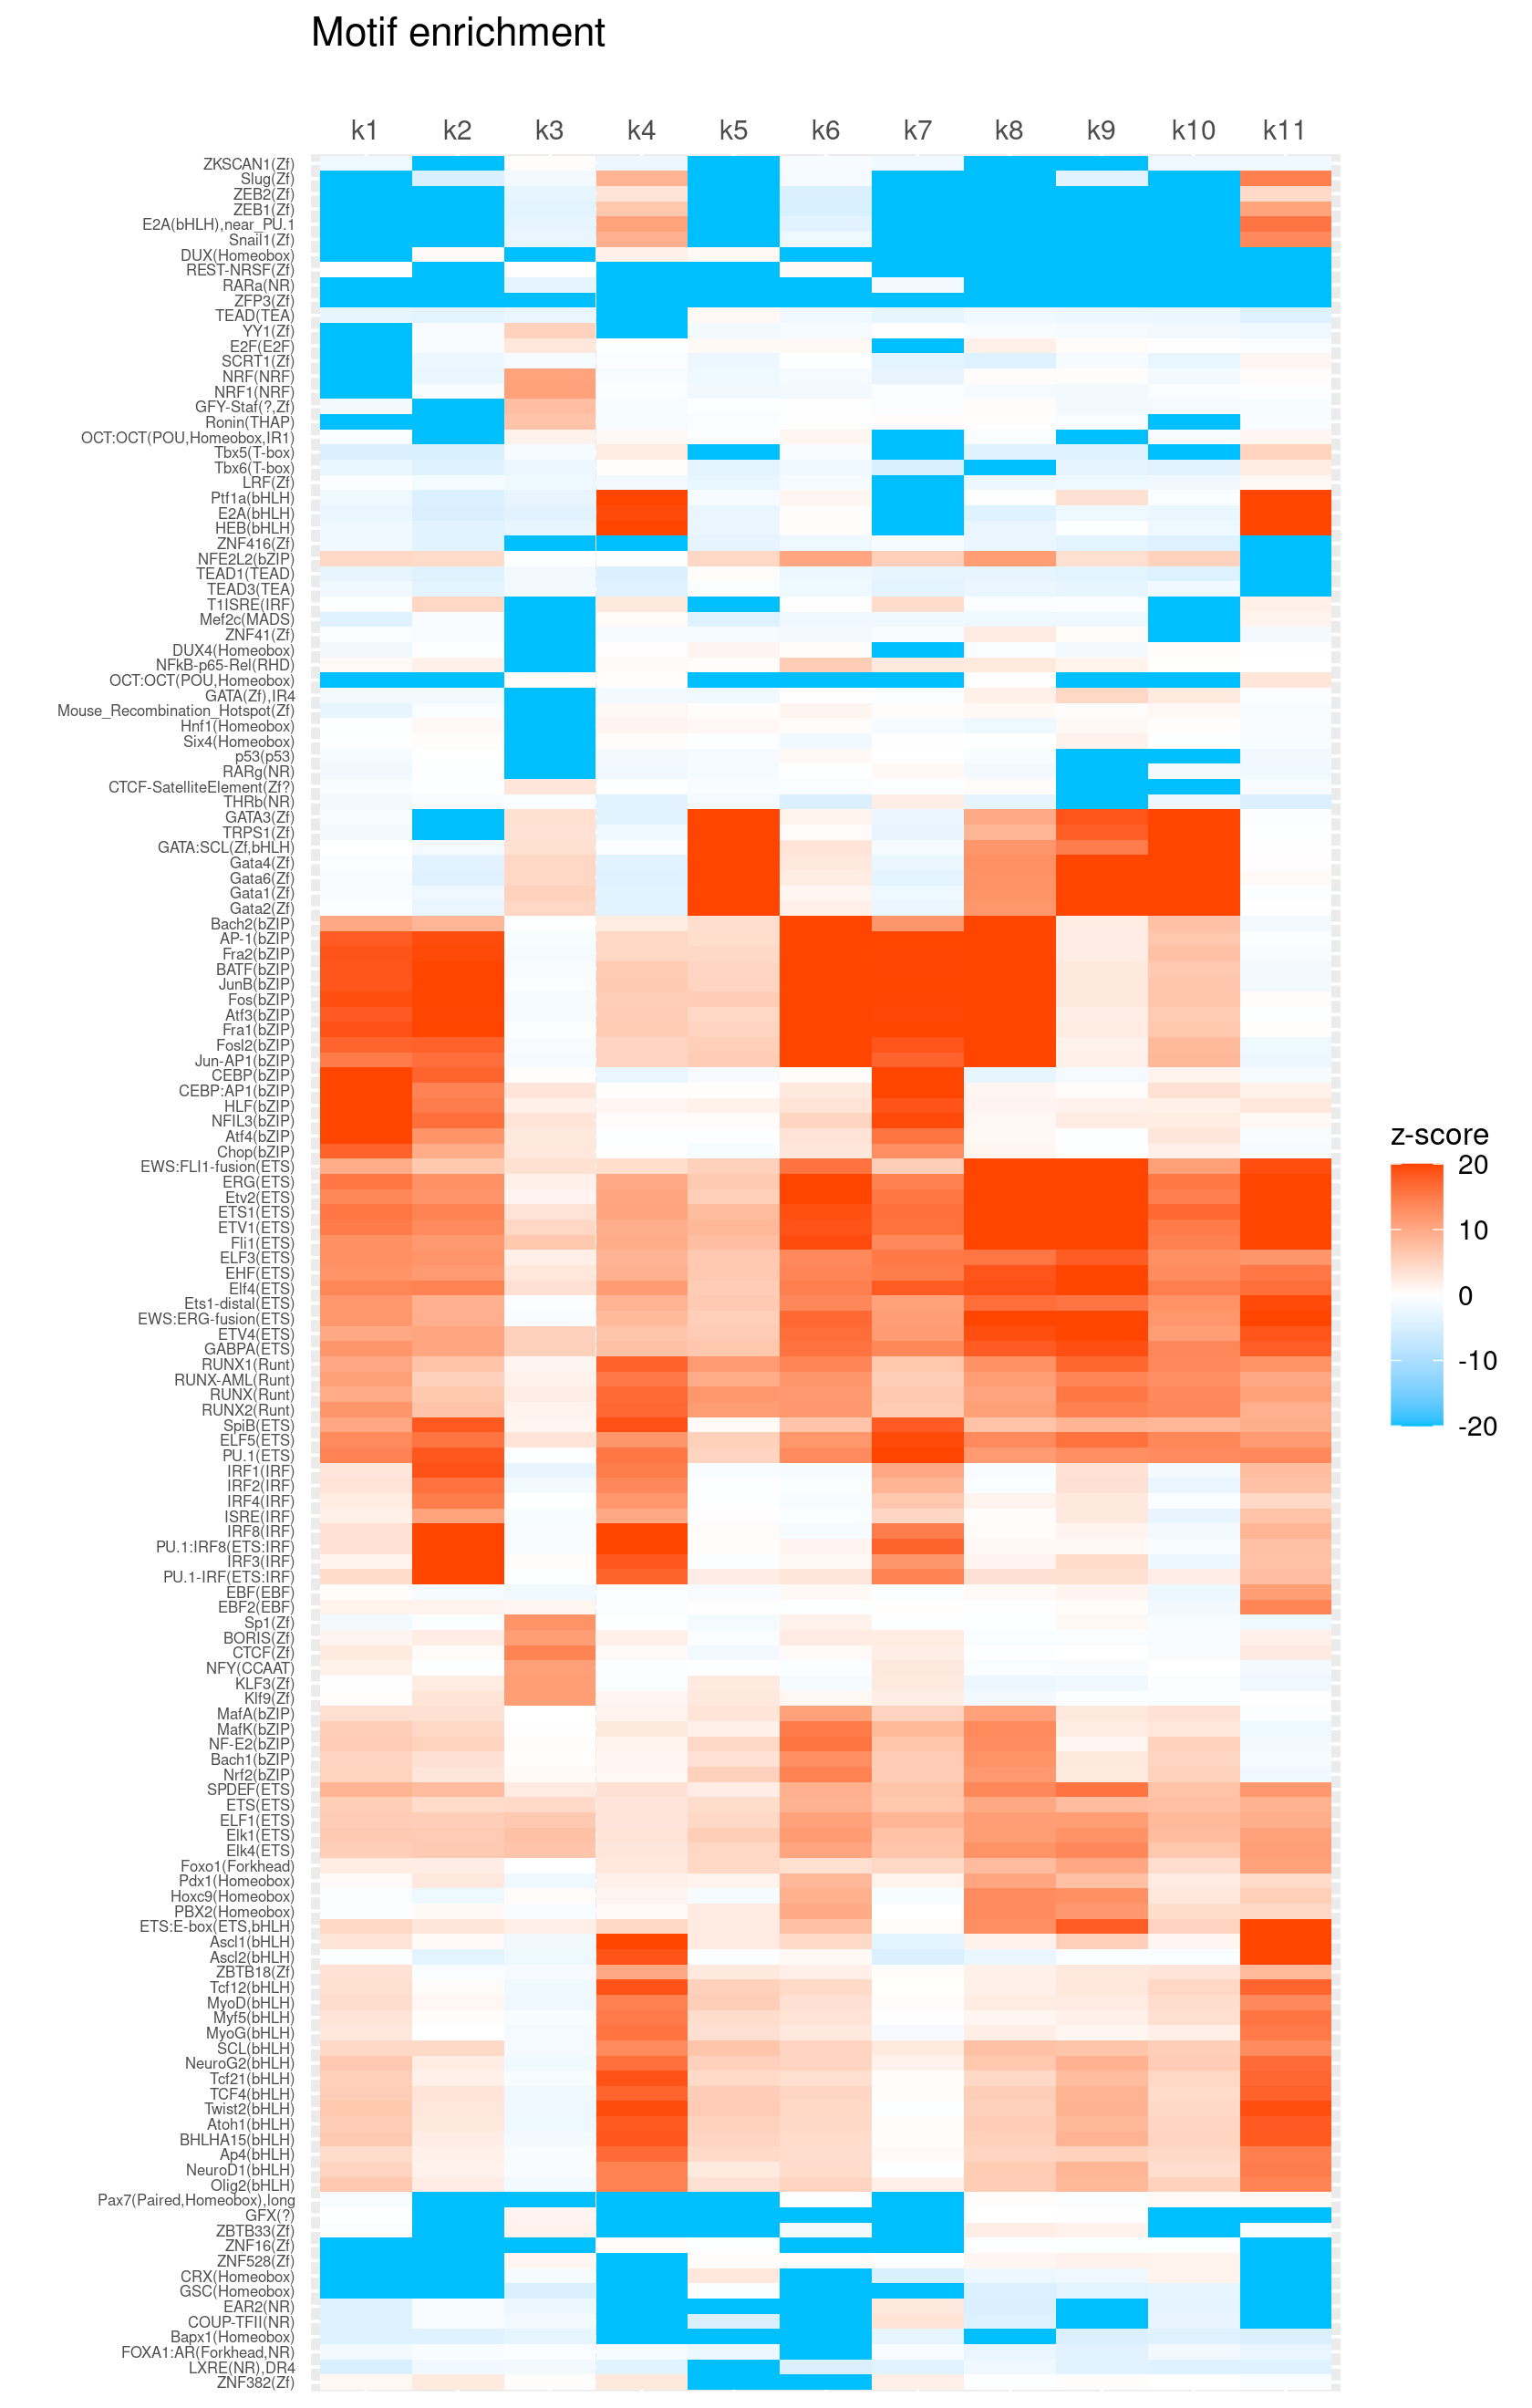 Motif enrichment
k1 k2 k3 k4 k5 k6 k7 k8 k9 k10 k11
ZKSCAN1(Zf)
Slug(Zf)
ZEB2(Zf)
ZEB1(Zf)
E2A(bHLH),near_PU.1
Snail1(Zf)
DUX(Homeobox)
REST-NRSF(Zf)
RARa(NR)
ZFP3(Zf)
TEAD(TEA)
YY1(Zf)
E2F(E2F)
SCRT1(Zf)
NRF(NRF)
NRF1(NRF)
GFY-Staf(?,Zf)
Ronin(THAP)
OCT:OCT(POU,Homeobox,IR1)
Tbx5(T-box)
Tbx6(T-box)
LRF(Zf)
Ptf1a(bHLH)
E2A(bHLH)
HEB(bHLH)
ZNF416(Zf)
NFE2L2(bZIP)
TEAD1(TEAD)
TEAD3(TEA)
T1ISRE(IRF)
Mef2c(MADS)
ZNF41(Zf)
DUX4(Homeobox)
NFkB-p65-Rel(RHD)
OCT:OCT(POU,Homeobox)
GATA(Zf),IR4
Mouse_Recombination_Hotspot(Zf)
Hnf1(Homeobox)
Six4(Homeobox)
p53(p53)
RARg(NR)
CTCF-SatelliteElement(Zf?)
THRb(NR)
GATA3(Zf)
TRPS1(Zf)
GATA:SCL(Zf,bHLH)
Gata4(Zf)
Gata6(Zf)
Gata1(Zf)
Gata2(Zf)
Bach2(bZIP)
AP-1(bZIP)
Fra2(bZIP)
BATF(bZIP)
JunB(bZIP)
Fos(bZIP)
Atf3(bZIP)
Fra1(bZIP)
Fosl2(bZIP)
Jun-AP1(bZIP)
CEBP(bZIP)
CEBP:AP1(bZIP)
HLF(bZIP)
NFIL3(bZIP)
Atf4(bZIP)
Chop(bZIP)
EWS:FLI1-fusion(ETS)
ERG(ETS)
Etv2(ETS)
ETS1(ETS)
ETV1(ETS)
Fli1(ETS)
ELF3(ETS)
EHF(ETS)
Elf4(ETS)
Ets1-distal(ETS)
EWS:ERG-fusion(ETS)
ETV4(ETS)
GABPA(ETS)
RUNX1(Runt)
RUNX-AML(Runt)
RUNX(Runt)
RUNX2(Runt)
SpiB(ETS)
ELF5(ETS)
PU.1(ETS)
IRF1(IRF)
IRF2(IRF)
IRF4(IRF)
ISRE(IRF)
IRF8(IRF)
PU.1:IRF8(ETS:IRF)
IRF3(IRF)
PU.1-IRF(ETS:IRF)
EBF(EBF)
EBF2(EBF)
Sp1(Zf)
BORIS(Zf)
CTCF(Zf)
NFY(CCAAT)
KLF3(Zf)
Klf9(Zf)
MafA(bZIP)
MafK(bZIP)
NF-E2(bZIP)
Bach1(bZIP)
Nrf2(bZIP)
SPDEF(ETS)
ETS(ETS)
ELF1(ETS)
Elk1(ETS)
Elk4(ETS)
Foxo1(Forkhead)
Pdx1(Homeobox)
Hoxc9(Homeobox)
PBX2(Homeobox)
ETS:E-box(ETS,bHLH)
Ascl1(bHLH)
Ascl2(bHLH)
ZBTB18(Zf)
Tcf12(bHLH)
MyoD(bHLH)
Myf5(bHLH)
MyoG(bHLH)
SCL(bHLH)
NeuroG2(bHLH)
Tcf21(bHLH)
TCF4(bHLH)
Twist2(bHLH)
Atoh1(bHLH)
BHLHA15(bHLH)
Ap4(bHLH)
NeuroD1(bHLH)
Olig2(bHLH)
Pax7(Paired,Homeobox),long
GFX(?)
ZBTB33(Zf)
ZNF16(Zf)
ZNF528(Zf)
CRX(Homeobox)
GSC(Homeobox)
EAR2(NR)
COUP-TFII(NR)
Bapx1(Homeobox)
FOXA1:AR(Forkhead,NR)
LXRE(NR),DR4
ZNF382(Zf)
z-score
20
10
0
-10
-20